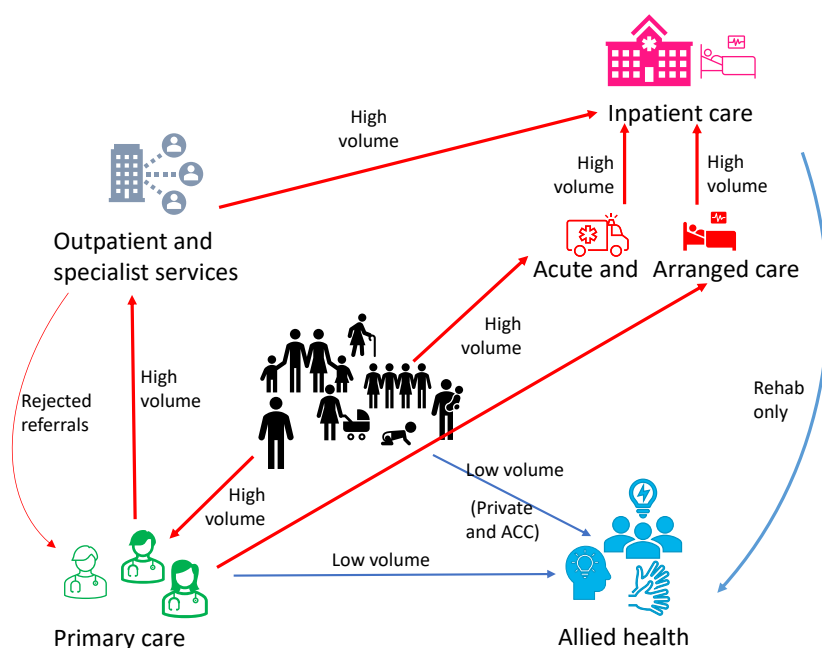 Inpatient care
High
volume
High
volume
High
volume
Outpatient and
specialist services
Acute and
Arranged care
High
volume
High
volume
Rejected
referrals
Rehab
only
High
volume
Low volume
(Private
and ACC)
Low volume
Primary care
Allied health